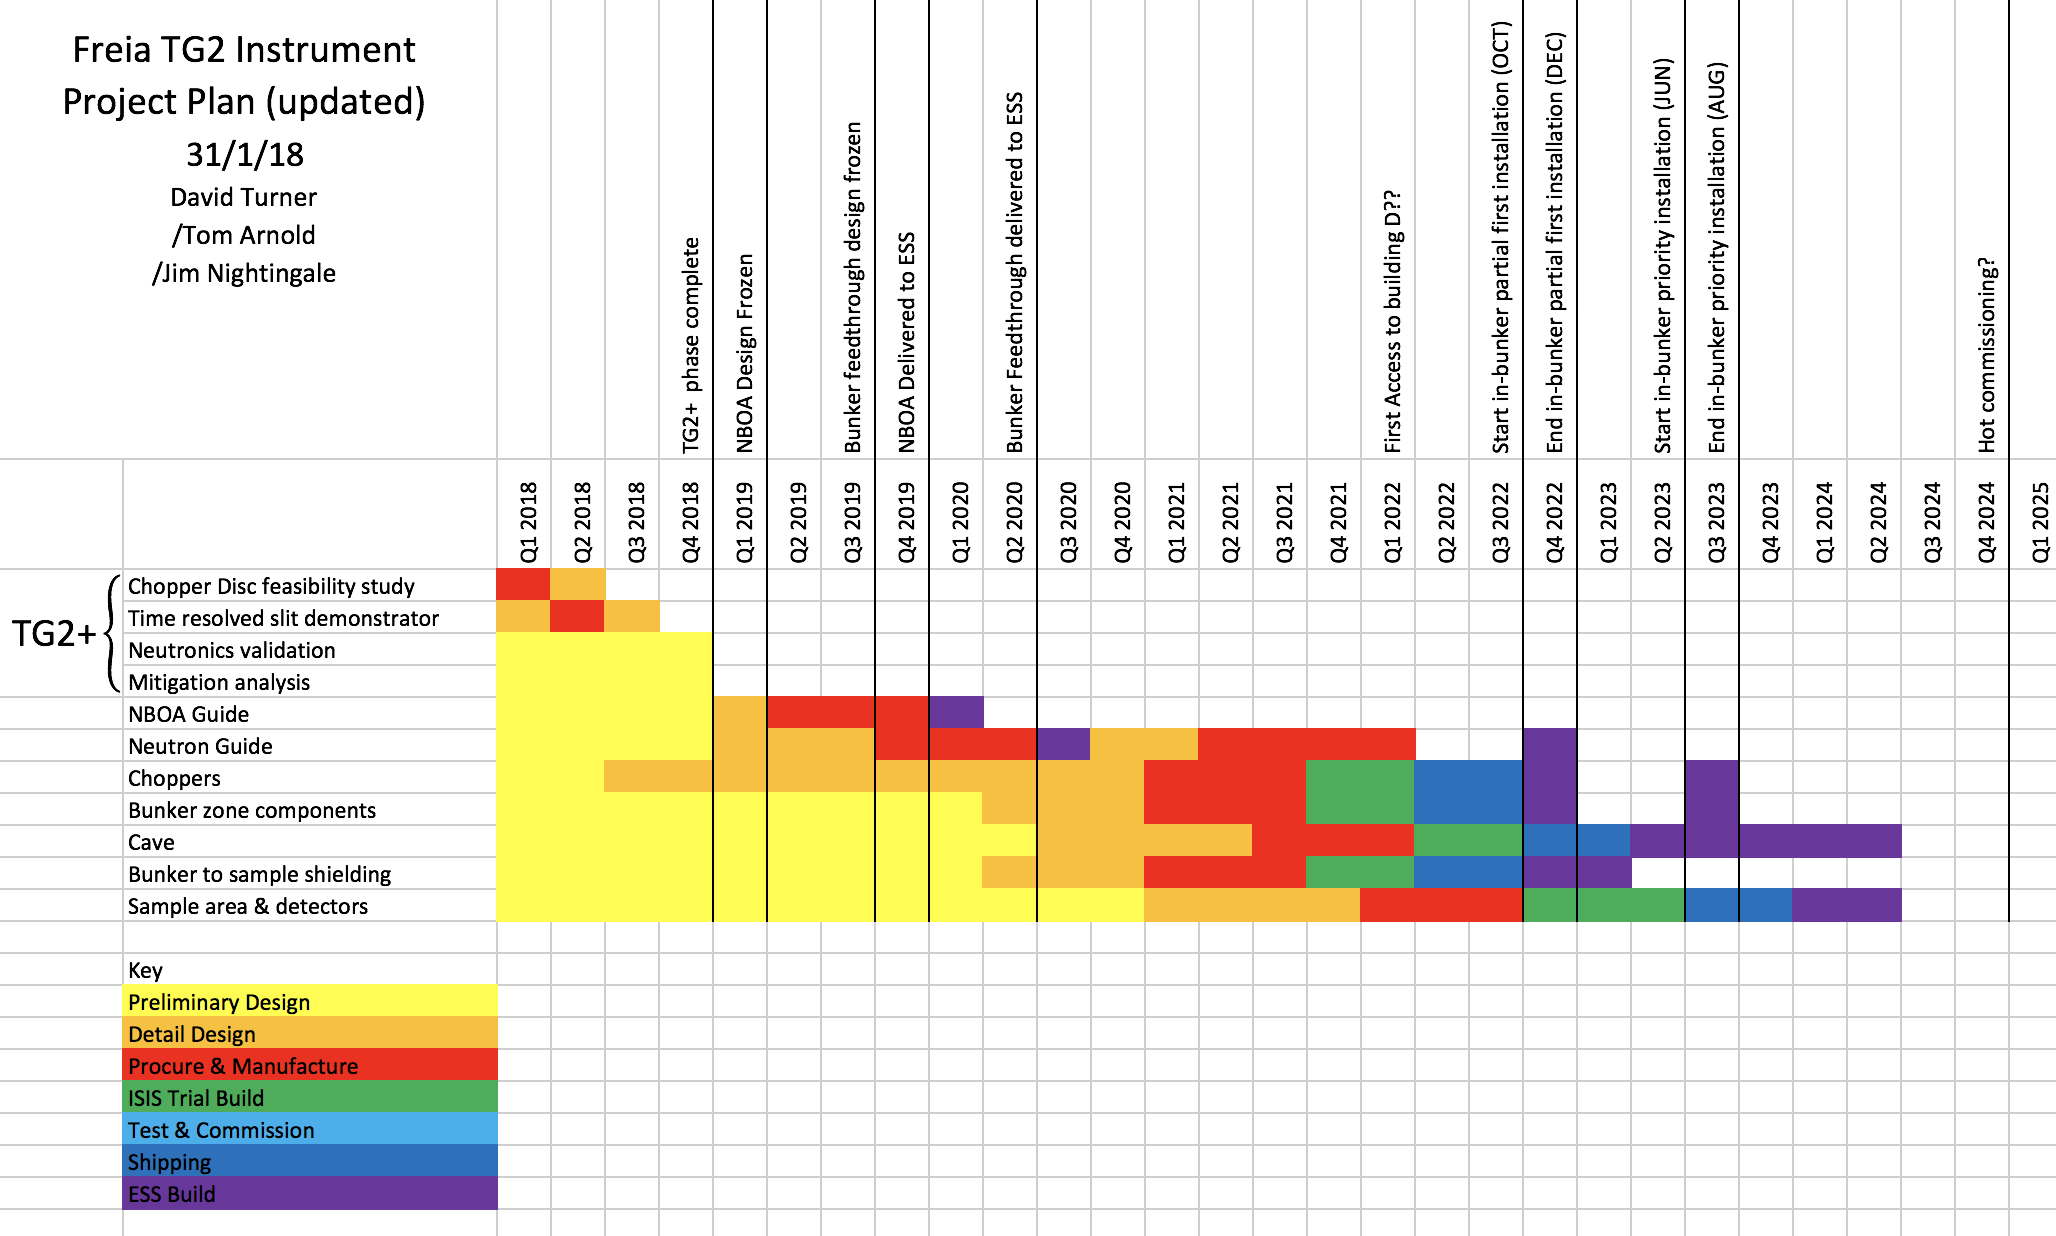 Freia TG2 Instrument
Project Plan (updated)
31/1/18
David Turner
/Tom Arnold
/Jim Nightingale
TG2+  phase complete
NBOA Design Frozen
Bunker feedthrough design frozen
NBOA Delivered to ESS
Bunker Feedthrough delivered to ESS
First Access to building D??
Start in-bunker partial first installation (OCT)
End in-bunker partial first installation (DEC)
Start in-bunker priority installation (JUN)
End in-bunker priority installation (AUG)
Hot commissioning?
Q1 2018
Q2 2018
Q3 2018
Q4 2018
Q1 2019
Q2 2019
Q3 2019
Q4 2019
Q1 2020
Q2 2020
Q3 2020
Q4 2020
Q1 2021
Q2 2021
Q3 2021
Q4 2021
Q1 2022
Q2 2022
Q3 2022
Q4 2022
Q1 2023
Q2 2023
Q3 2023
Q4 2023
Q1 2024
Q2 2024
Q3 2024
Q4 2024
Q1 2025
TG2+
Chopper Disc feasibility study
Time resolved slit demonstrator
Neutronics validation
Mitigation analysis
NBOA Guide
Neutron Guide
Choppers
Bunker zone components
Cave
Bunker to sample shielding
Sample area & detectors
Key
Preliminary Design
Detail Design
Procure & Manufacture
ISIS Trial Build
Test & Commission
Shipping
ESS Build